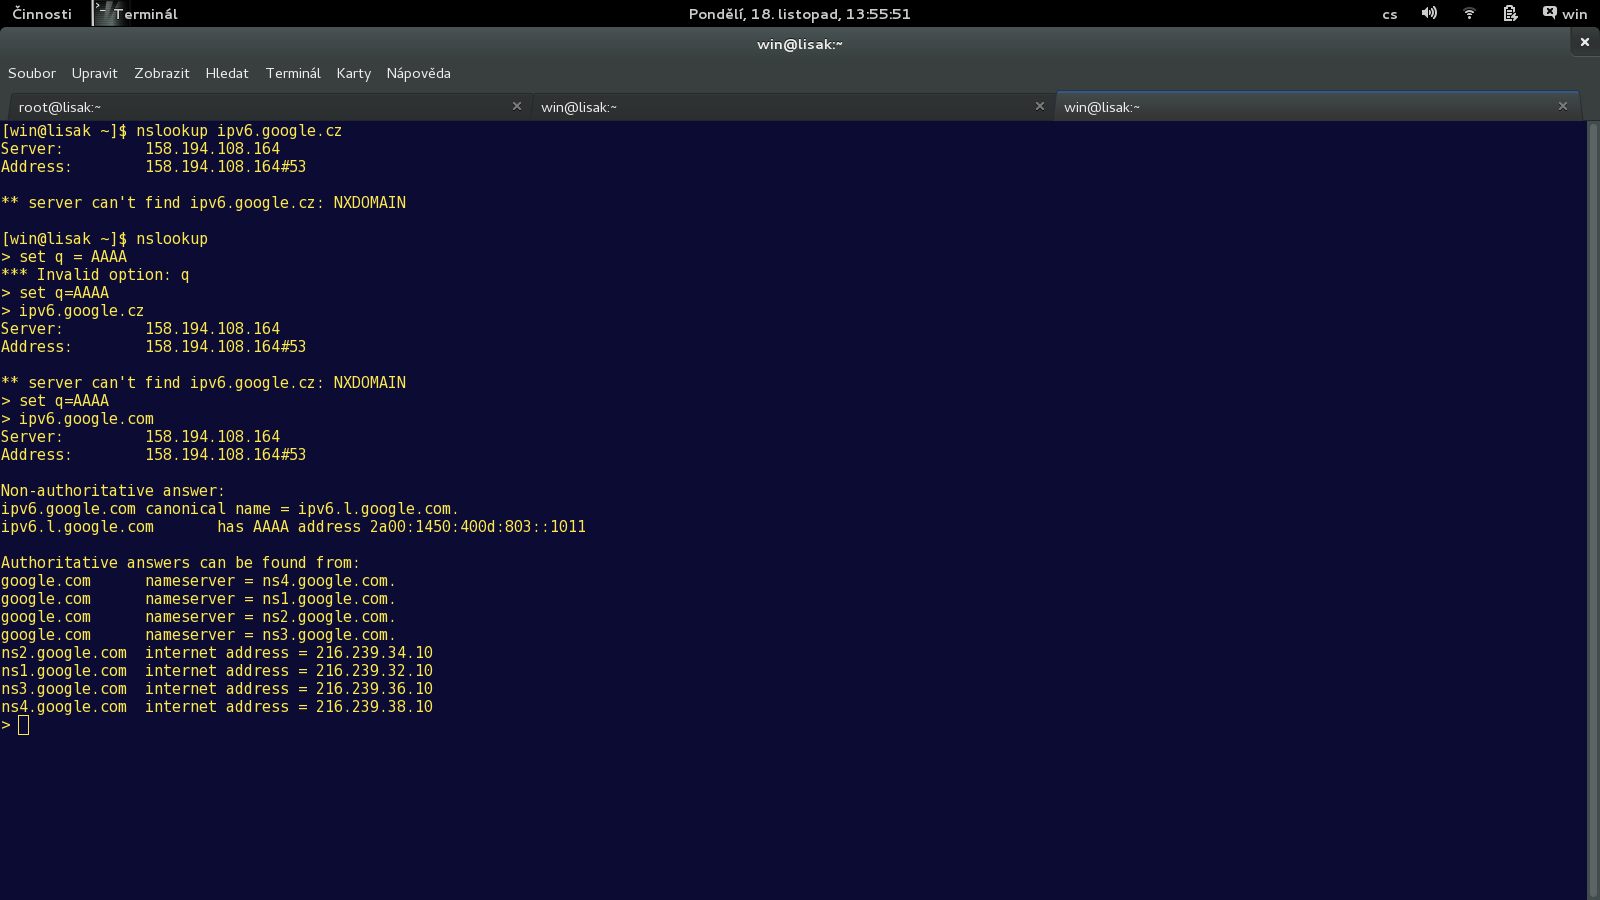 Činnosti Terminál Pondělí, 18. listopad, 13:55:51 cs win
win@lisak:~
Soubor Upravit Zobrazit Hledat Terminál Karty Nápověda
root@lisak:~ win@lisak:~ win@lisak:~
[win@lisak ~]$ nslookup ipv6.google.cz
Server: 158.194.108.164
Address: 158.194.108.164#53
** server can't find ipv6.google.cz: NXDOMAIN
[win@lisak ~]$ nslookup
> set q = AAAA
*** Invalid option: q
> set q=AAAA
> ipv6.google.cz
Server: 158.194.108.164
Address: 158.194.108.164#53
** server can't find ipv6.google.cz: NXDOMAIN
> set q=AAAA
> ipv6.google.com
Server: 158.194.108.164
Address: 158.194.108.164#53
Non-authoritative answer:
ipv6.google.com canonical name = ipv6.l.google.com.
ipv6.l.google.com has AAAA address 2a00:1450:400d:803::1011
Authoritative answers can be found from:
google.com nameserver = ns4.google.com.
google.com nameserver = ns1.google.com.
google.com nameserver = ns2.google.com.
google.com nameserver = ns3.google.com.
ns2.google.com internet address = 216.239.34.10
ns1.google.com internet address = 216.239.32.10
ns3.google.com internet address = 216.239.36.10
ns4.google.com internet address = 216.239.38.10
>